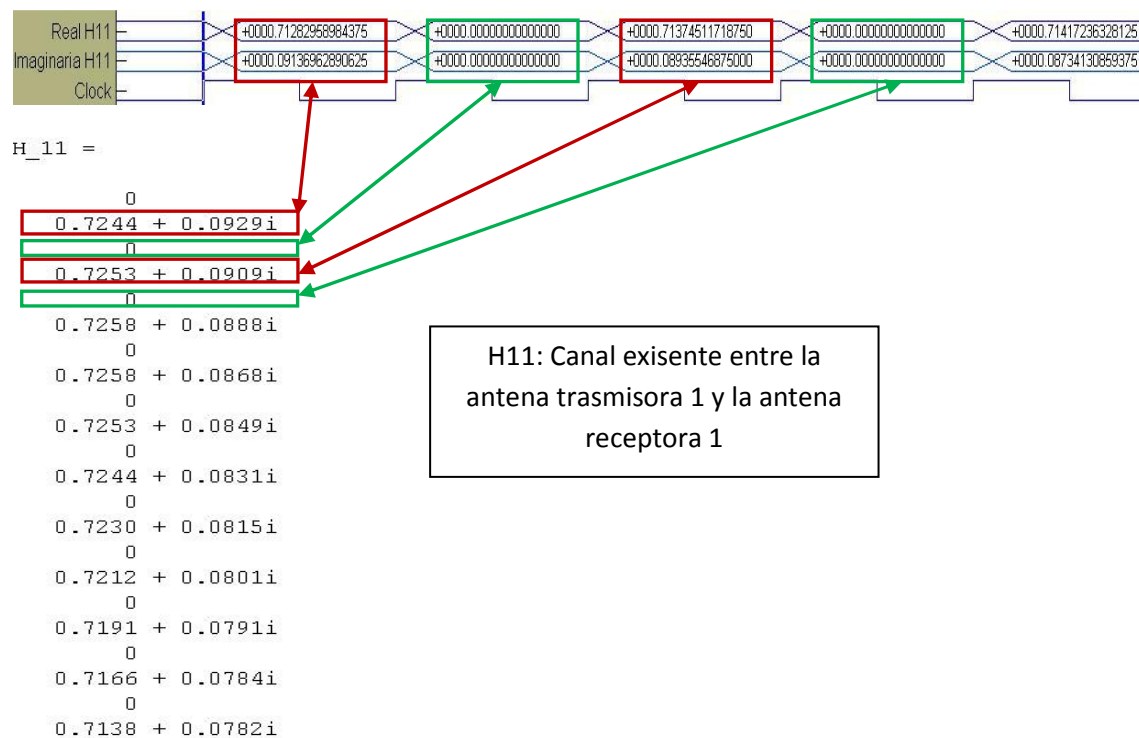 Real H11
+0000.71282958984375
+0000.00000000000000
+0000.71374511718750
+0000.00000000000000
+0000.71417236328125
Imaginaria H11
+0000.09136962890625
+0000.00000000000000
+0000.08935546875000
+0000.00000000000000
+0000.08734130859375
Clock
H_11 =
0
0.7244 + 0.0929i
0
0.7253 + 0.0909i
0
0.7258 + 0.0888i
0
0.7258 + 0.0868i
0
0.7253 + 0.0849i
0
0.7244 + 0.0831i
0
0.7230 + 0.0815i
0
0.7212 + 0.0801i
0
0.7191 + 0.0791i
0
0.7166 + 0.0784i
0
0.7138 + 0.0782i
H11: Canal exisente entre la
antena trasmisora 1 y la antena
receptora 1